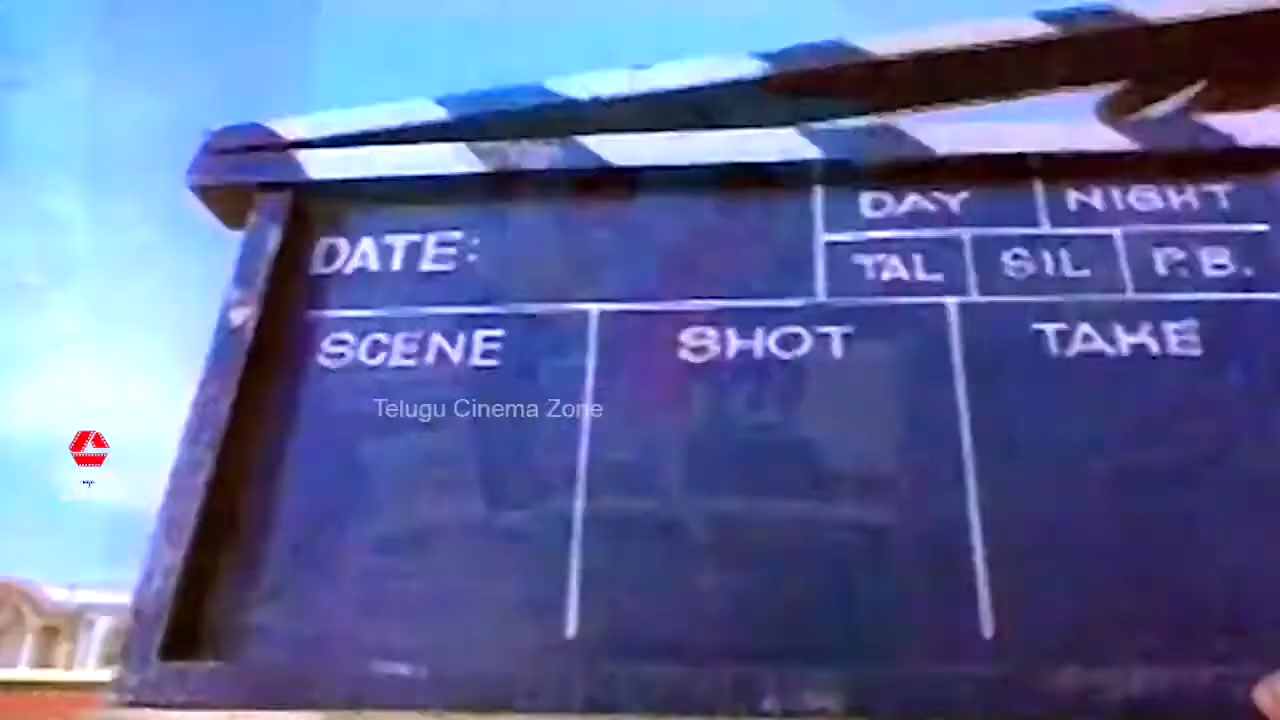 DAY NIGHT
DATE: TAL SIL P.B.
SCENE SHOT TAKE
Telugu Cinema Zone